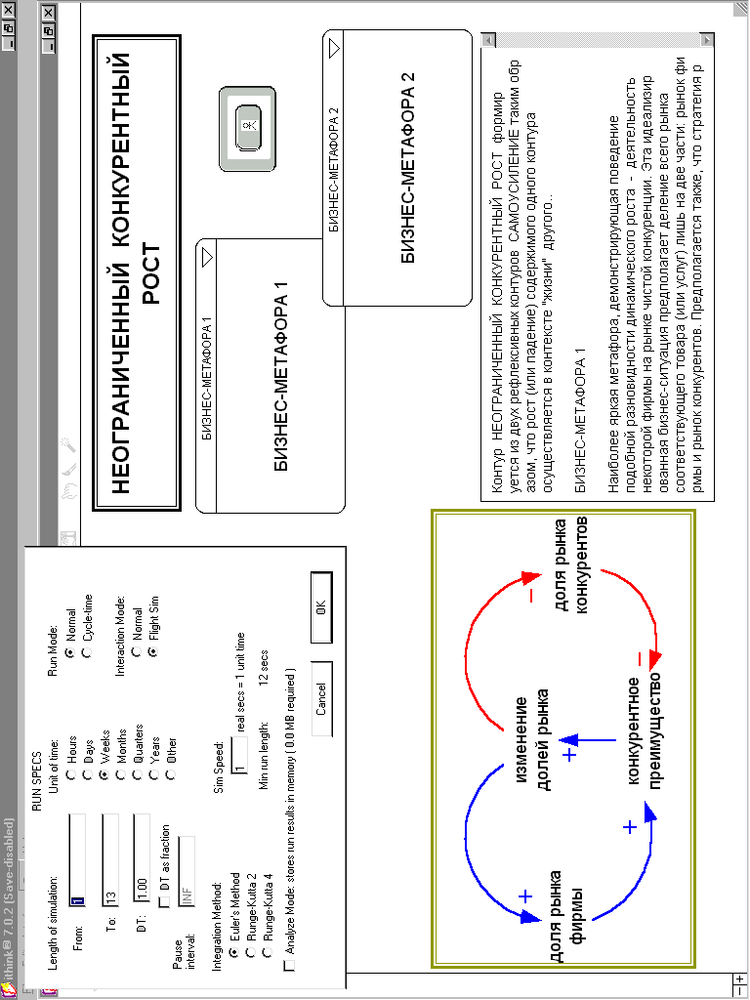 ithink® 7.0.2 (Save-disabled)
RUN SPECS
Length of simulation:
From: 1
To: 13
DT: 1.00
DT as fraction
Pause
interval: INF
Integration Method:
Euler's Method
Runge-Kutta 2
Runge-Kutta 4
Analyze Mode: stores run results in memory ( 0.0 MB required )
Unit of time:
Hours
Days
Weeks
Months
Quarters
Years
Other
Sim Speed:
1 real secs = 1 unit time
Min run length: 12 secs
Run Mode:
Normal
Cycle-time
Interaction Mode:
Normal
Flight Sim
Cancel
OK
НЕОГРАНИЧЕННЫЙ КОНКУРЕНТНЫЙ
РОСТ
БИЗНЕС-МЕТАФОРА 1
БИЗНЕС-МЕТАФОРА 1
БИЗНЕС-МЕТАФОРА 2
БИЗНЕС-МЕТАФОРА 2
изменение
долей рынка
доля рынка
фирмы
доля рынка
конкурентов
конкурентное
преимущество
+
+
+
–
–
Контур НЕОГРАНИЧЕННЫЙ КОНКУРЕНТНЫЙ РОСТ формир
уется из двух рефлексивных контуров САМОУСИЛЕНИЕ таким обр
азом, что рост (или падение) содержимого одного контура
осуществляется в контексте "жизни" другого..
БИЗНЕС-МЕТАФОРА 1
Наиболее яркая метафора, демонстрирующая поведение
подобной разновидности динамического роста - деятельность
некоторой фирмы на рынке чистой конкуренции. Эта идеализир
ованная бизнес-ситуация предполагает деление всего рынка
соответствующего товара (или услуг) лишь на две части: рынок фи
рмы и рынок конкурентов. Предполагается также, что стратегия р